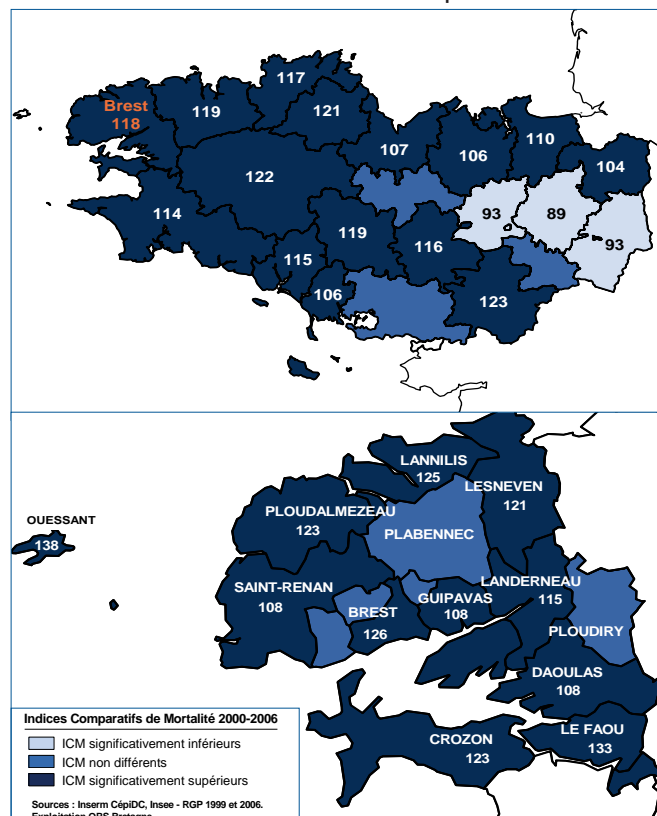 117
Brest
118
119
121
107
106
110
104
122
93
89
93
114
119
116
115
106
123
LANNILIS
125
LESNEVEN
121
PLOUDALMEZEAU
123
OUESSANT
138
PLABENNEC
SAINT-RENAN
108
LANDERNEAU
115
GUIPAVAS
108
BREST
126
PLOUDIRY
DAOULAS
108
LE FAOU
133
CROZON
123
Indices Comparatifs de Mortalité 2000-2006
ICM significativement inférieurs
ICM non différents
ICM significativement supérieurs
Sources : Inserm CépiDC, Insee - RGP 1999 et 2006.
Exploitation ORS Bretagne